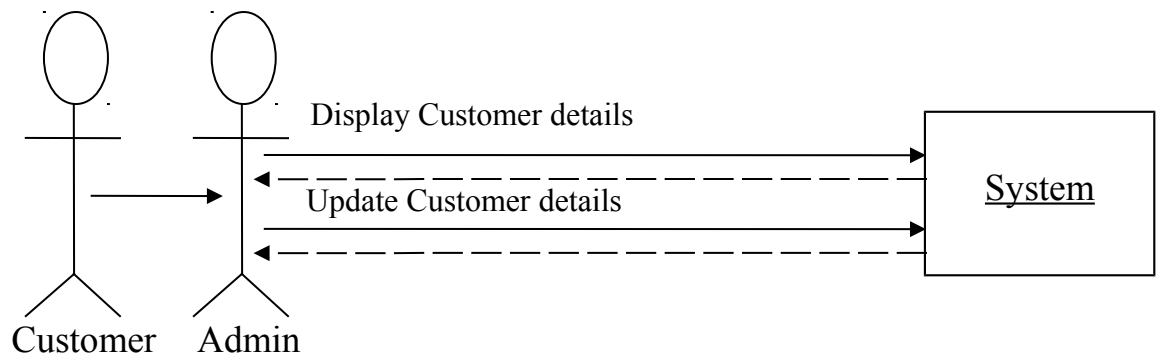 Display Customer details
Update Customer details
System
Customer
Admin